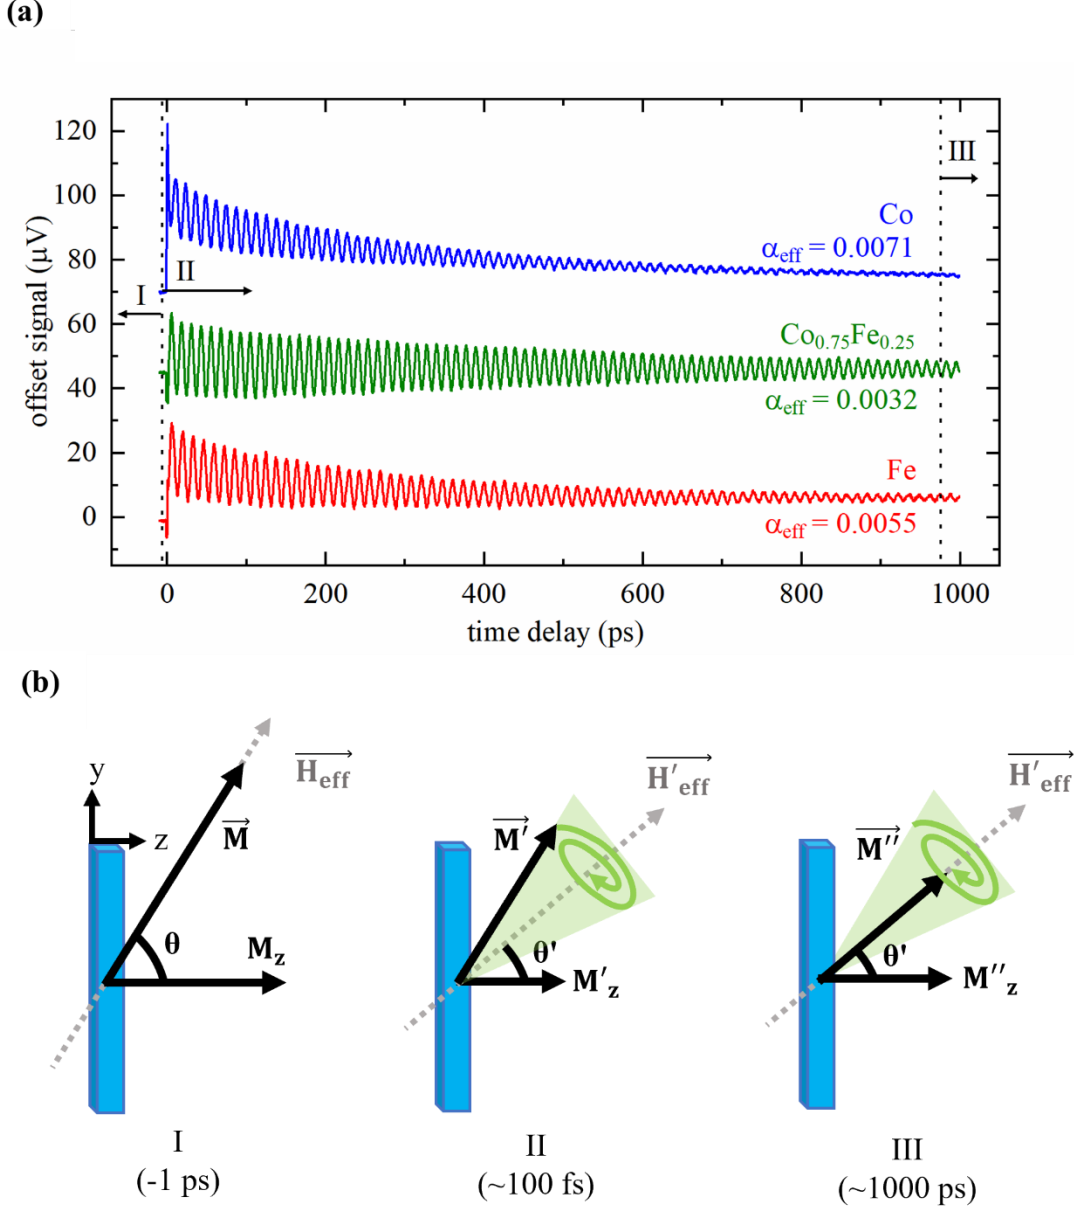 (a)
offset signal (μV)
120
100
80
60
40
20
0
I
II
III
Co
αeff = 0.0071
Co0.75Fe0.25
αeff = 0.0032
Fe
αeff = 0.0055
0 200 400 600 800 1000
time delay (ps)
(b)
y
z
Heff
M
θ
Mz
I
(-1 ps)
H′eff
M′
θ'
M′z
II
(~100 fs)
H′eff
M′′
θ'
M′′z
III
(~1000 ps)